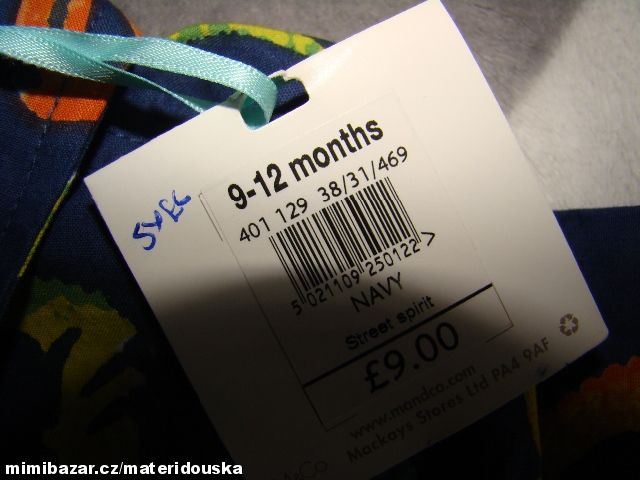 9-12 months
401 129 38/31/469
5 021109 250122 >
NAVY
Street spirit
£9.00
www.mandco.com
Mackays Stores Ltd PA4 9AF
&Co
mimibazar.cz/materidouska